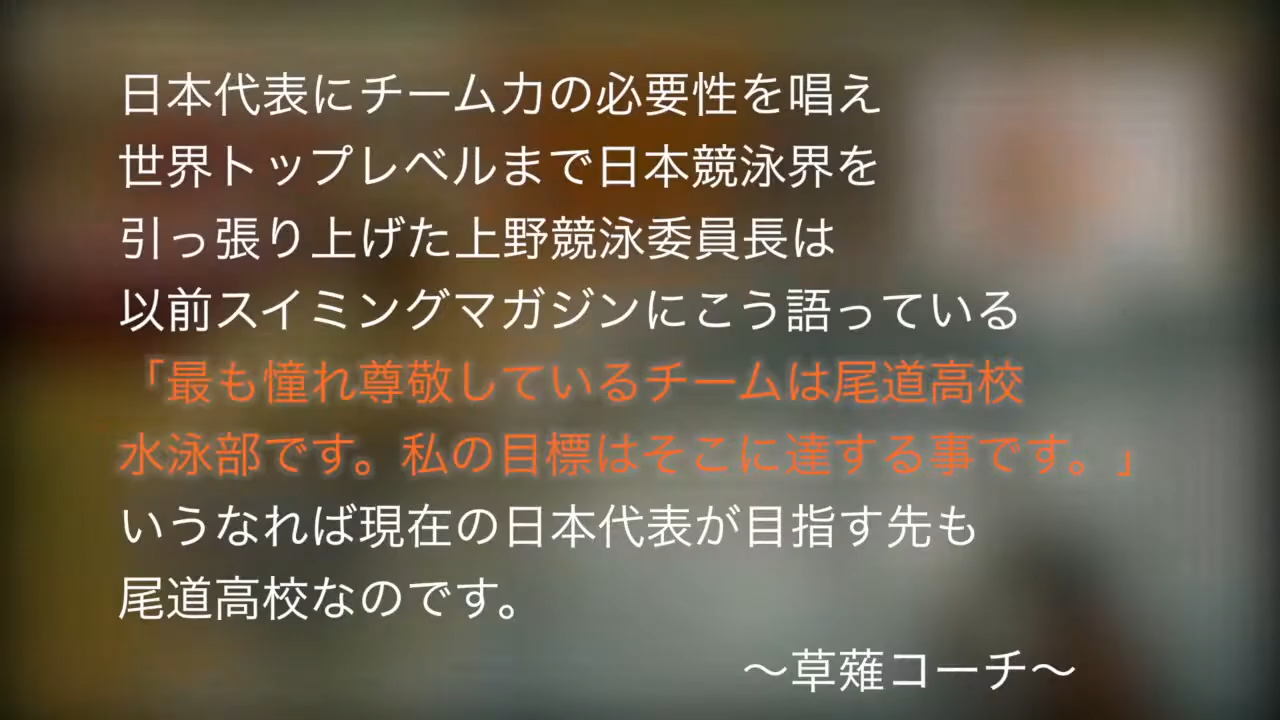 日本代表にチーム力の必要性を唱え
世界トップレベルまで日本競泳界を
引っ張り上げた上野競泳委員長は
以前スイミングマガジンにこう語っている
「最も憧れ尊敬しているチームは尾道高校
水泳部です。私の目標はそこに達する事です。」
いうなれば現在の日本代表が目指す先も
尾道高校なのです。
〜草薙コーチ〜